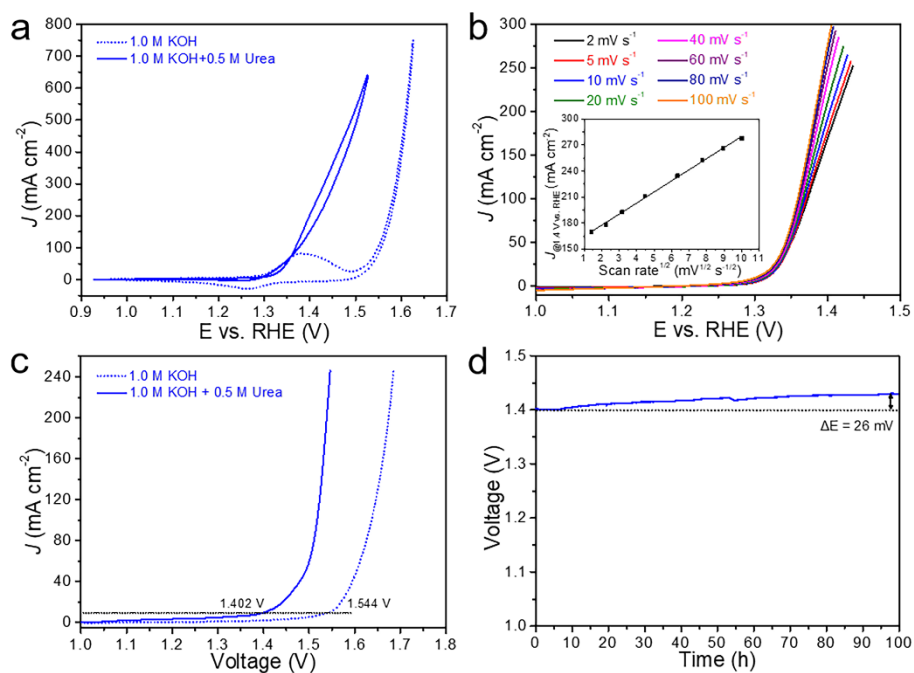 a
1.0 M KOH
1.0 M KOH+0.5 M Urea
J (mA cm⁻²)
800
700
600
500
400
300
200
100
0
0.9 1.0 1.1 1.2 1.3 1.4 1.5 1.6 1.7
E vs. RHE (V)
b
2 mV s⁻¹
5 mV s⁻¹
10 mV s⁻¹
20 mV s⁻¹
40 mV s⁻¹
60 mV s⁻¹
80 mV s⁻¹
100 mV s⁻¹
J (mA cm⁻²)
300
250
200
150
100
50
0
J@1.4 V vs. RHE (mA cm⁻²)
300
270
240
210
180
150
1 2 3 4 5 6 7 8 9 10 11
Scan rate¹ᐟ² (mV¹ᐟ² s⁻¹ᐟ²)
1.0 1.1 1.2 1.3 1.4 1.5
E vs. RHE (V)
c
1.0 M KOH
1.0 M KOH + 0.5 M Urea
J (mA cm⁻²)
240
200
160
120
80
40
0
1.402 V
1.544 V
1.0 1.1 1.2 1.3 1.4 1.5 1.6 1.7 1.8
Voltage (V)
d
Voltage (V)
1.5
1.4
1.3
1.2
1.1
1.0
ΔE = 26 mV
0 10 20 30 40 50 60 70 80 90 100
Time (h)